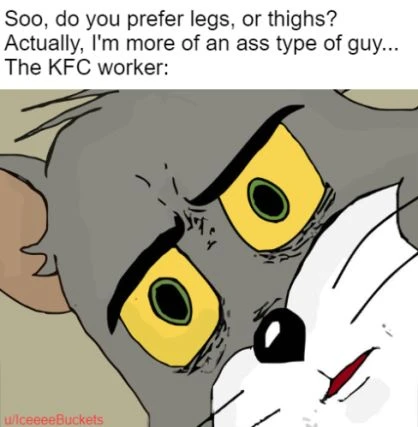 Soo, do you prefer legs, or thighs?
Actually, I'm more of an ass type of guy...
The KFC worker:
u/IceeeeBuckets